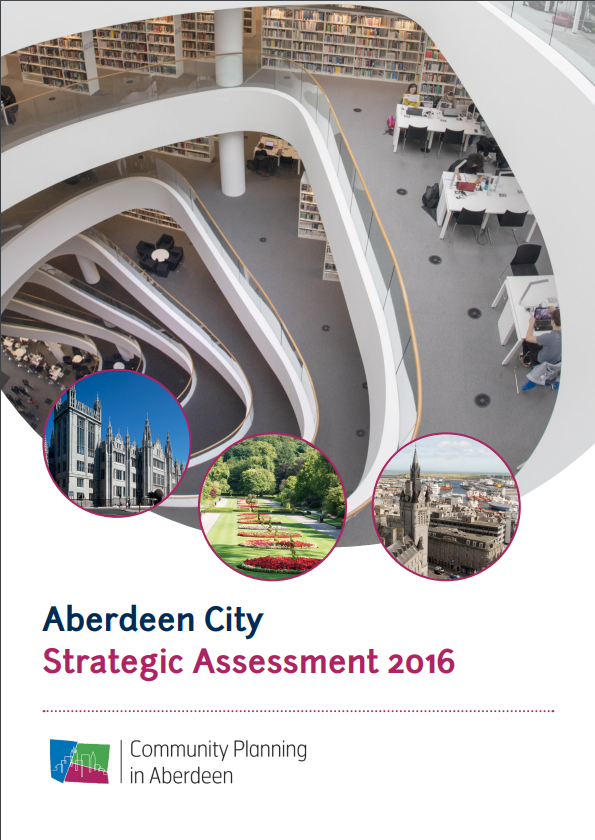 Aberdeen City
Strategic Assessment 2016
Community Planning
in Aberdeen